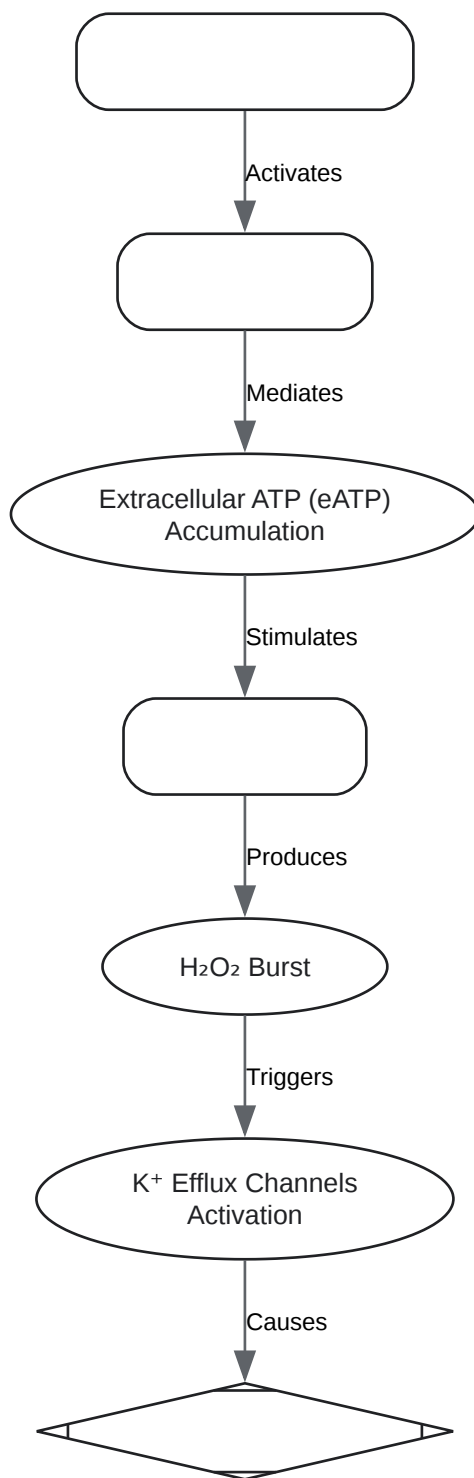 Activates
Mediates
Extracellular ATP (eATP)
Accumulation
Stimulates
Produces
H₂O₂ Burst
Triggers
K⁺ Efflux Channels
Activation
Causes